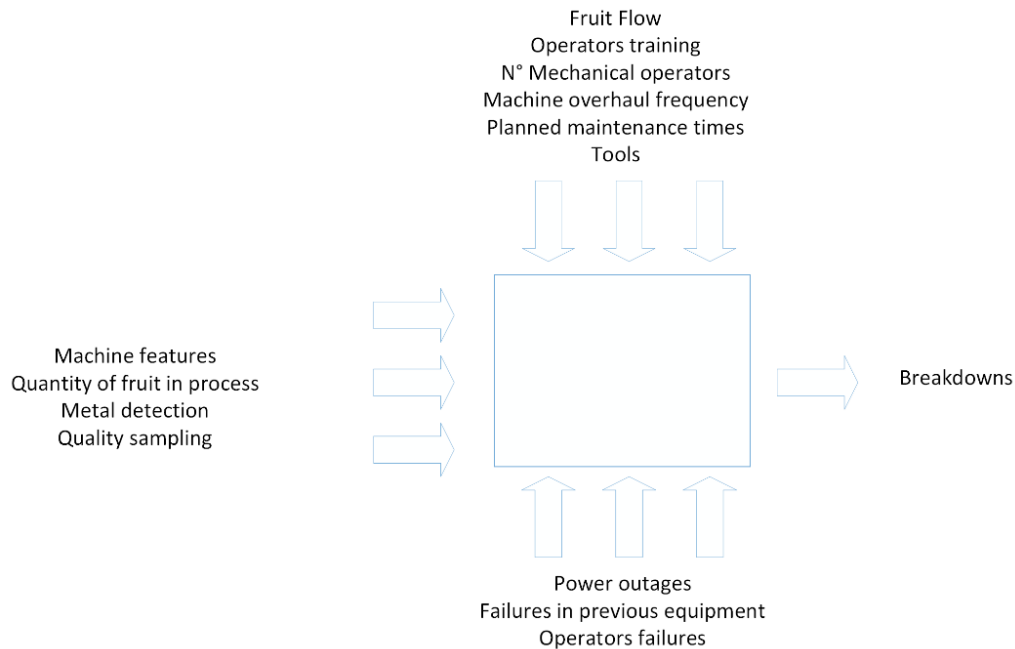 Fruit Flow
Operators training
N° Mechanical operators
Machine overhaul frequency
Planned maintenance times
Tools
Machine features
Quantity of fruit in process
Metal detection
Quality sampling
Breakdowns
Power outages
Failures in previous equipment
Operators failures